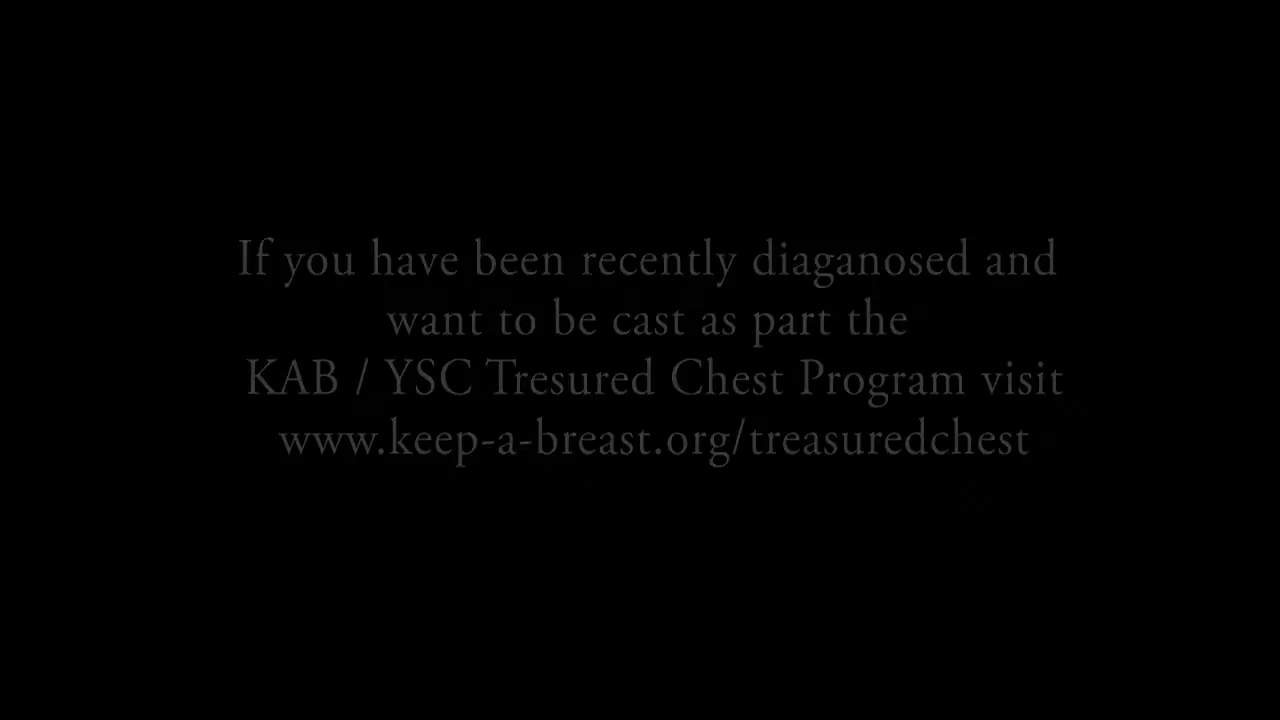 If you have been recently diaganosed and
want to be cast as part the
KAB / YSC Tresured Chest Program visit
www.keep-a-breast.org/treasuredchest